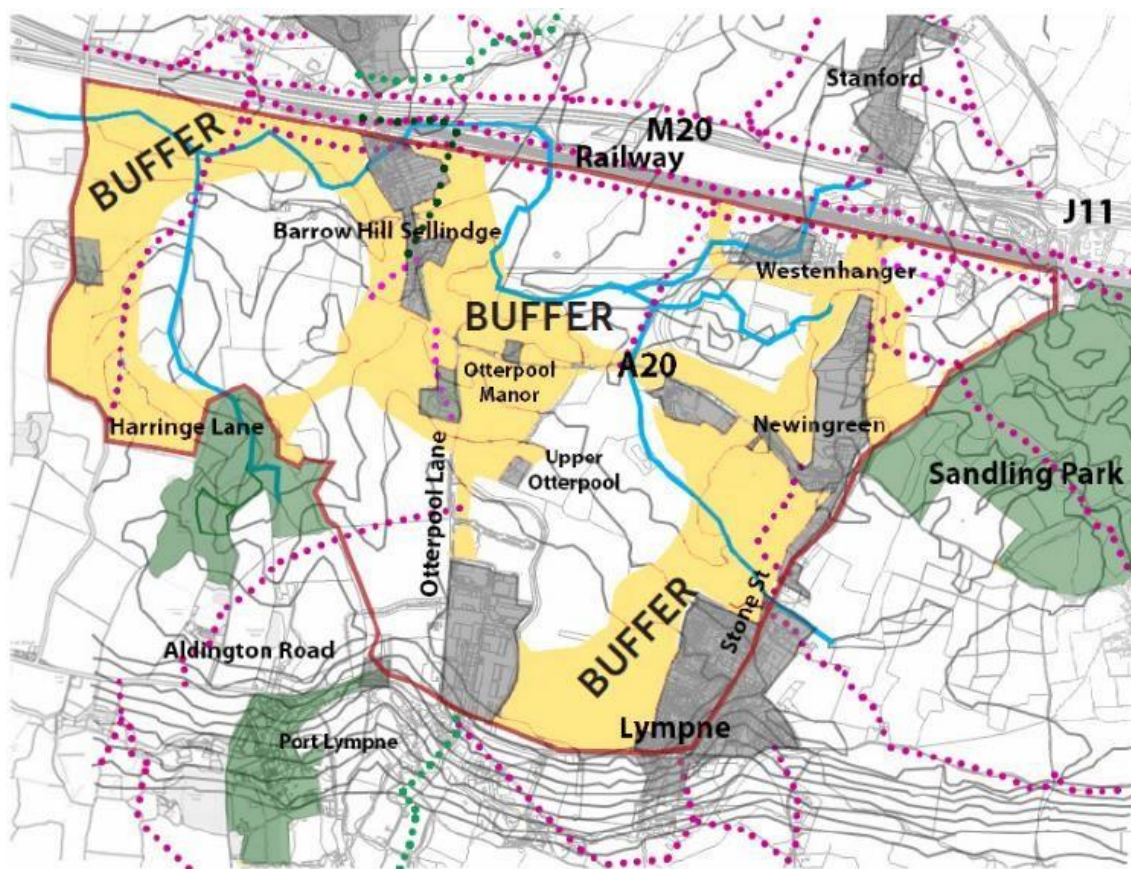 Stanford
M20
Railway
BUFFER
J11
Barrow Hill Sellindge
Westenhanger
BUFFER
A20
Otterpool
Manor
Harringe Lane
Newingreen
Upper
Otterpool
Sandling Park
Otterpool Lane
BUFFER
Stone St
Aldington Road
Lympne
Port Lympne